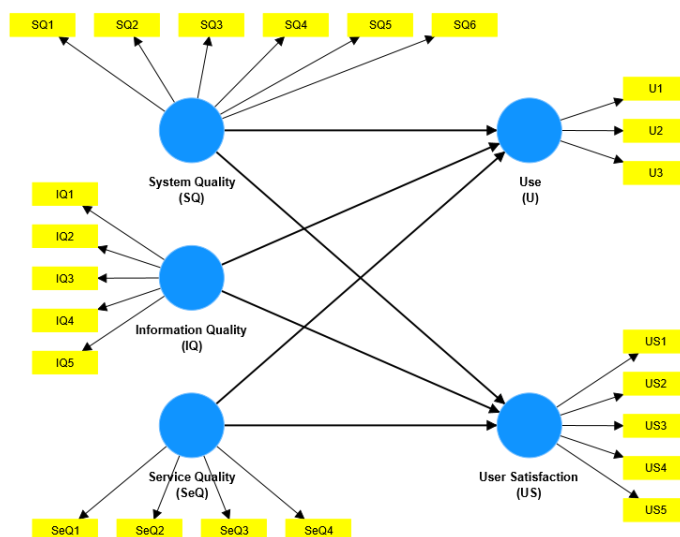 SQ1 SQ2 SQ3 SQ4 SQ5 SQ6
U1
U2
U3
System Quality
(SQ)
Use
(U)
IQ1
IQ2
IQ3
IQ4
IQ5
Information Quality
(IQ)
US1
US2
US3
US4
US5
Service Quality
(SeQ)
User Satisfaction
(US)
SeQ1 SeQ2 SeQ3 SeQ4